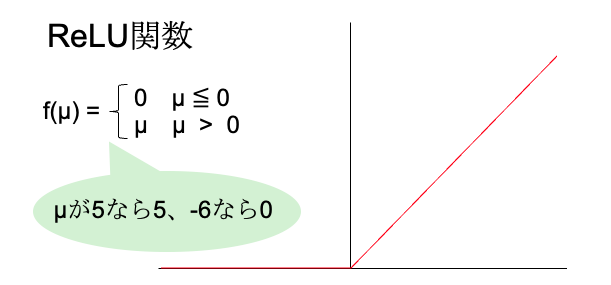 ReLU関数
f(μ) = { 0 μ ≦ 0
μ μ > 0
μが5なら5、-6なら0